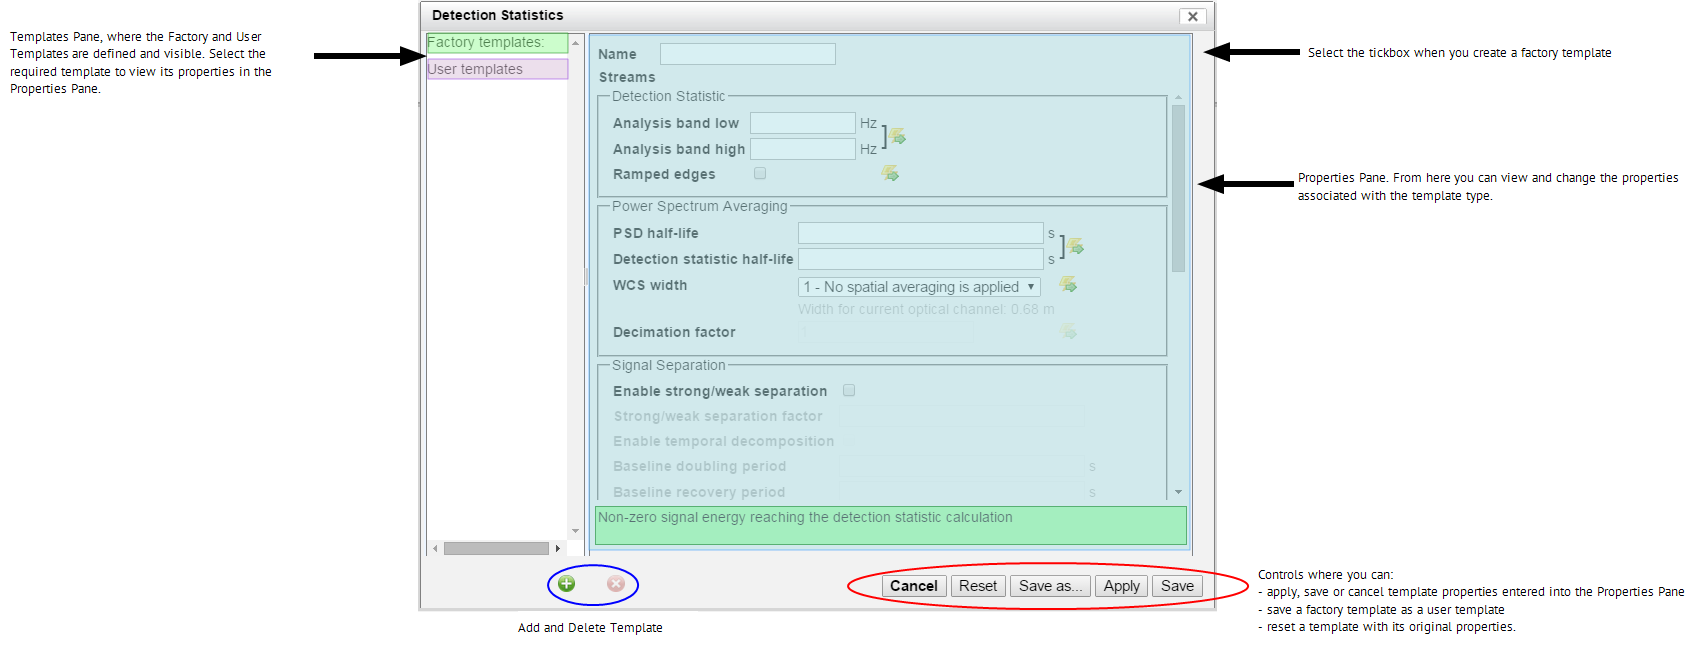 Detection Statistics
Templates Pane, where the Factory and User
Templates are defined and visible. Select the
required template to view its properties in the
Properties Pane.
Factory templates:
User templates
Name
Streams
Select the tickbox when you create a factory template
Detection Statistic
Analysis band low Hz
Analysis band high Hz
Ramped edges
Properties Pane. From here you can view and change the properties
associated with the template type.
Power Spectrum Averaging
PSD half-life s
Detection statistic half-life s
WCS width 1 - No spatial averaging is applied
Width for current optical channel: 0.68 m
Decimation factor 1
Signal Separation
Enable strong/weak separation
Strong/weak separation factor
Enable temporal decomposition
Baseline doubling period s
Baseline recovery period s
Non-zero signal energy reaching the detection statistic calculation
Cancel Reset Save as... Apply Save
Add and Delete Template
Controls where you can:
- apply, save or cancel template properties entered into the Properties Pane
- save a factory template as a user template
- reset a template with its original properties.